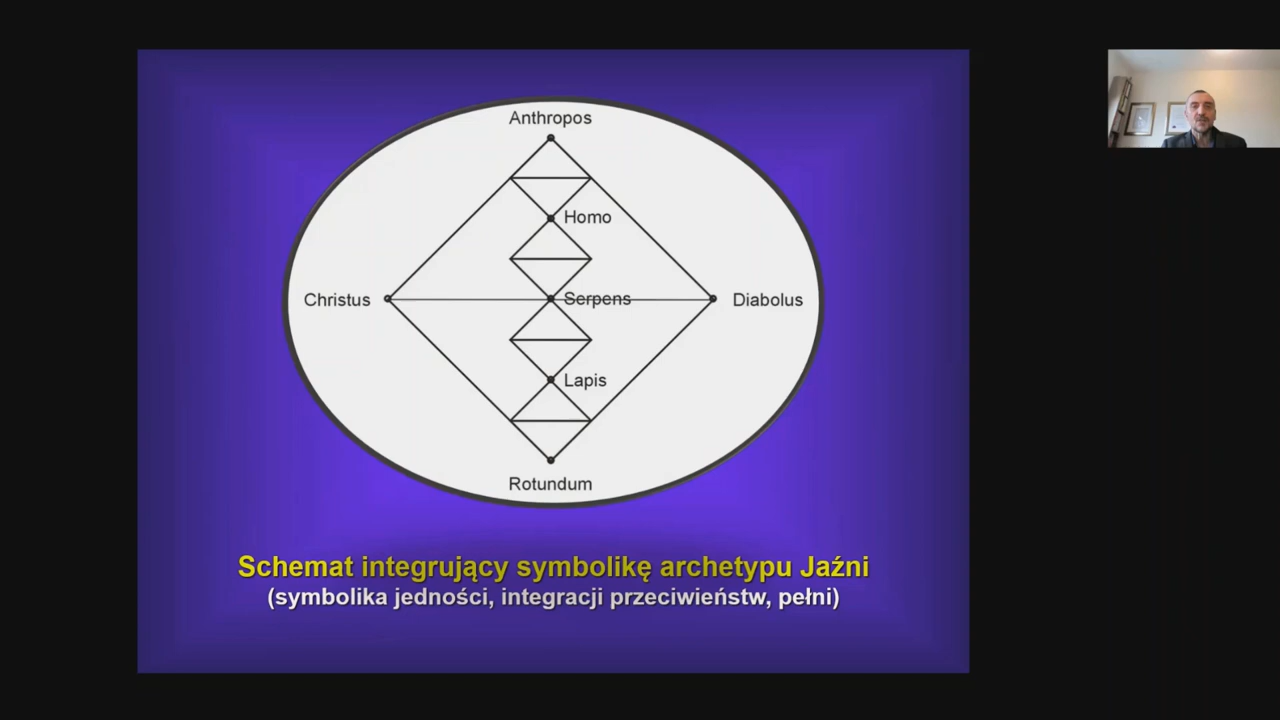 Anthropos
Homo
Christus
Serpens
Diabolus
Lapis
Rotundum
Schemat integrujący symbolikę archetypu Jaźni
(symbolika jedności, integracji przeciwieństw, pełni)